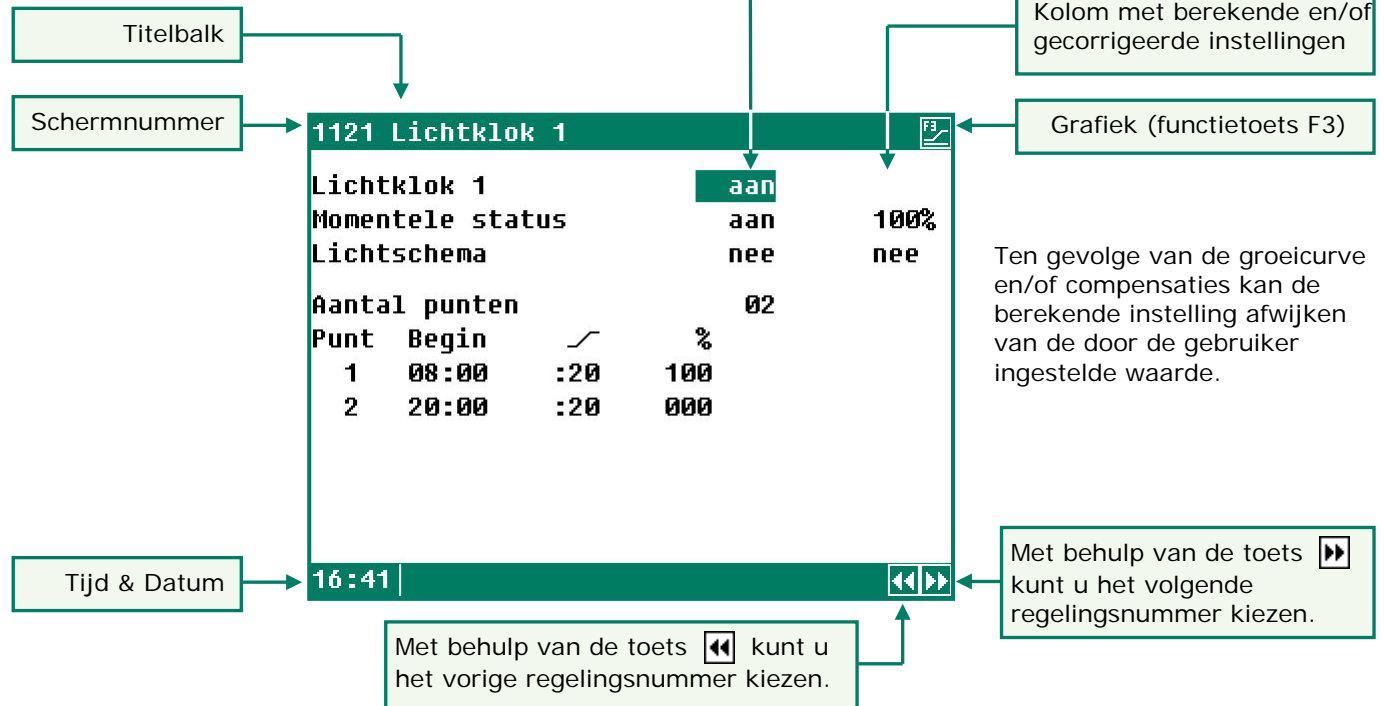 Kolom met berekende en/of
gecorrigeerde instellingen
Titelbalk
Schermnummer
Grafiek (functietoets F3)
1121 Lichtklok 1
F3
Lichtklok 1 aan
Momentele status aan 100%
Lichtschema nee nee
Aantal punten 02
Punt Begin %
1 08:00 :20 100
2 20:00 :20 000
Ten gevolge van de groeicurve
en/of compensaties kan de
berekende instelling afwijken
van de door de gebruiker
ingestelde waarde.
Tijd & Datum
16:41
Met behulp van de toets
kunt u het volgende
regelingsnummer kiezen.
Met behulp van de toets kunt u
het vorige regelingsnummer kiezen.